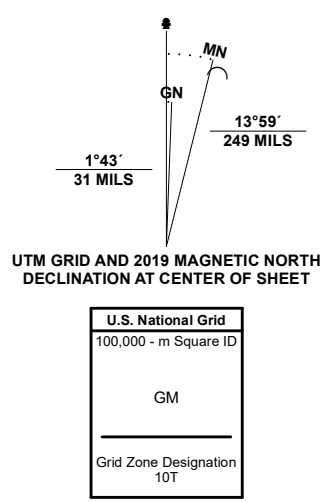 MN
GN
13°59´
249 MILS
1°43´
31 MILS
UTM GRID AND 2019 MAGNETIC NORTH
DECLINATION AT CENTER OF SHEET
U.S. National Grid
100,000 - m Square ID
GM
Grid Zone Designation
10T